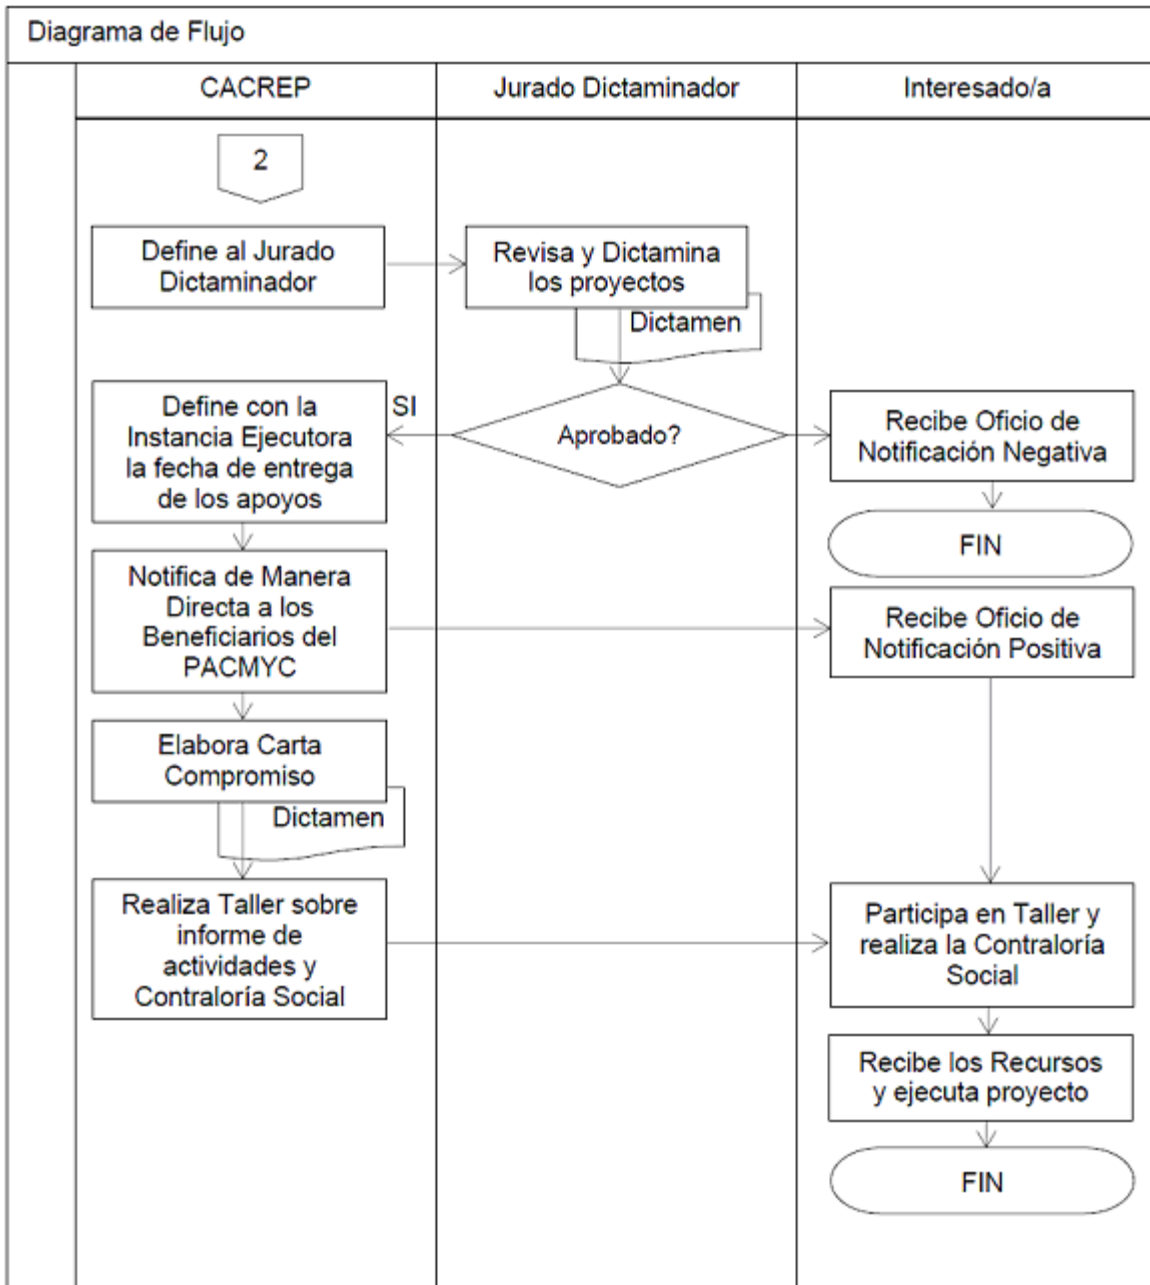 Diagrama de Flujo
CACREP
Jurado Dictaminador
Interesado/a
2
Define al Jurado
Dictaminador
Revisa y Dictamina
los proyectos
Dictamen
Aprobado?
SI
Define con la
Instancia Ejecutora
la fecha de entrega
de los apoyos
Recibe Oficio de
Notificación Negativa
FIN
Notifica de Manera
Directa a los
Beneficiarios del
PACMYC
Recibe Oficio de
Notificación Positiva
Elabora Carta
Compromiso
Dictamen
Realiza Taller sobre
informe de
actividades y
Contraloría Social
Participa en Taller y
realiza la Contraloría
Social
Recibe los Recursos
y ejecuta proyecto
FIN